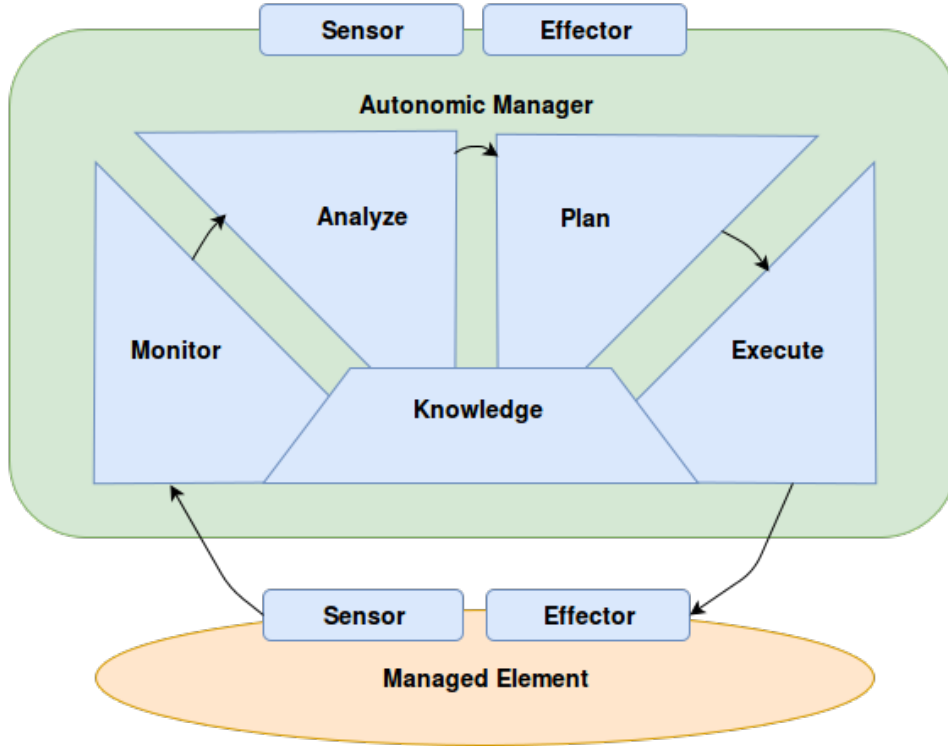 Sensor
Effector
Autonomic Manager
Analyze
Plan
Monitor
Execute
Knowledge
Sensor
Effector
Managed Element